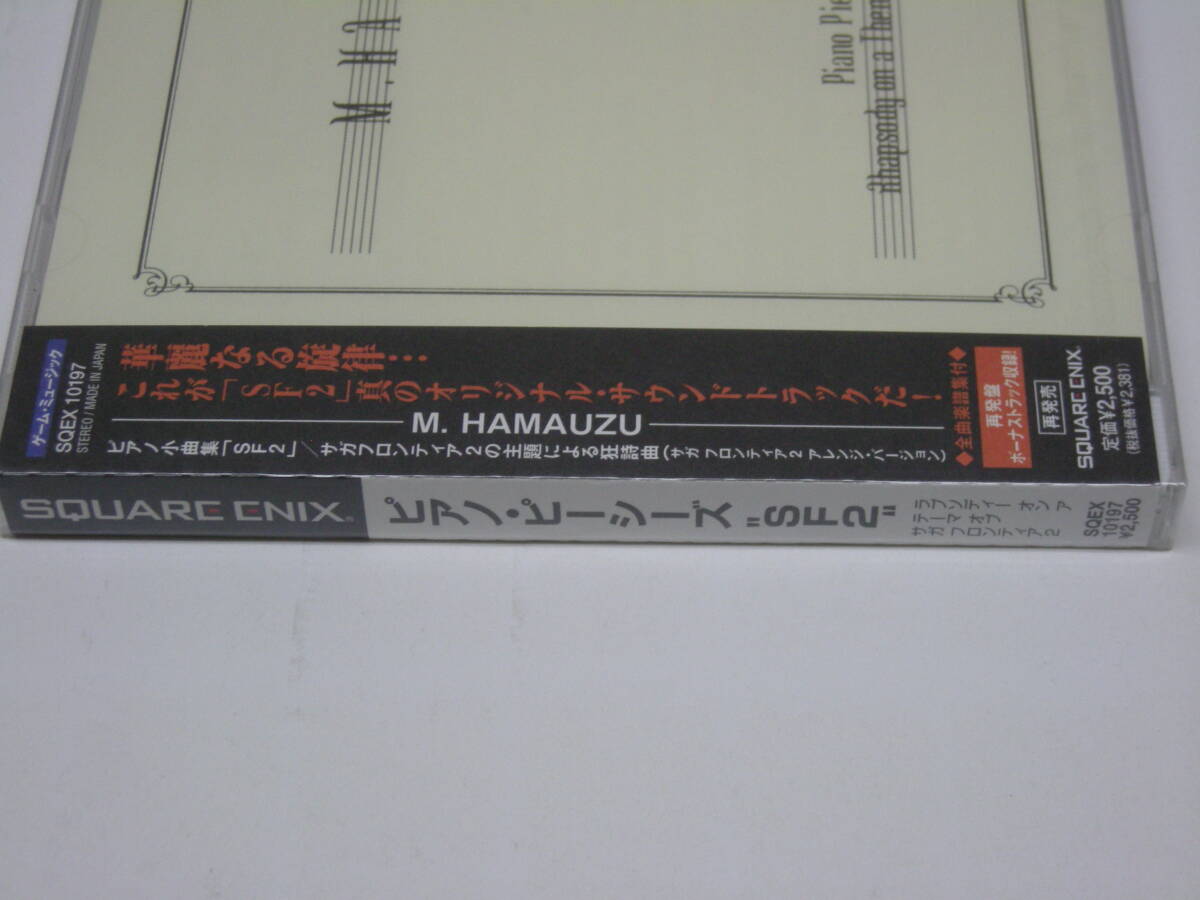 M. Ha
Piano Pie
Rhapsody on a Them
ゲーム・ミュージック
SQEX 10197
STEREO / MADE IN JAPAN
華麗なる旋律…
これが「SF2」真のオリジナル・サウンドトラックだ!
M. HAMAUZU
ピアノ小曲集「SF2」/サガフロンティア2の主題による狂詩曲(サガ フロンティア2 アレンジ・バージョン)
◆全曲楽譜集付◆
再発盤
ボーナストラック収録!
再発売
SQUARE ENIX
定価¥2,500
(税抜価格¥2,381)
SQUARE ENIX®
ピアノ・ピーシーズ "SF2"
ラプソディー オン ア
テーマ オブ
サガ フロンティア2
SQEX
10197
¥2,500